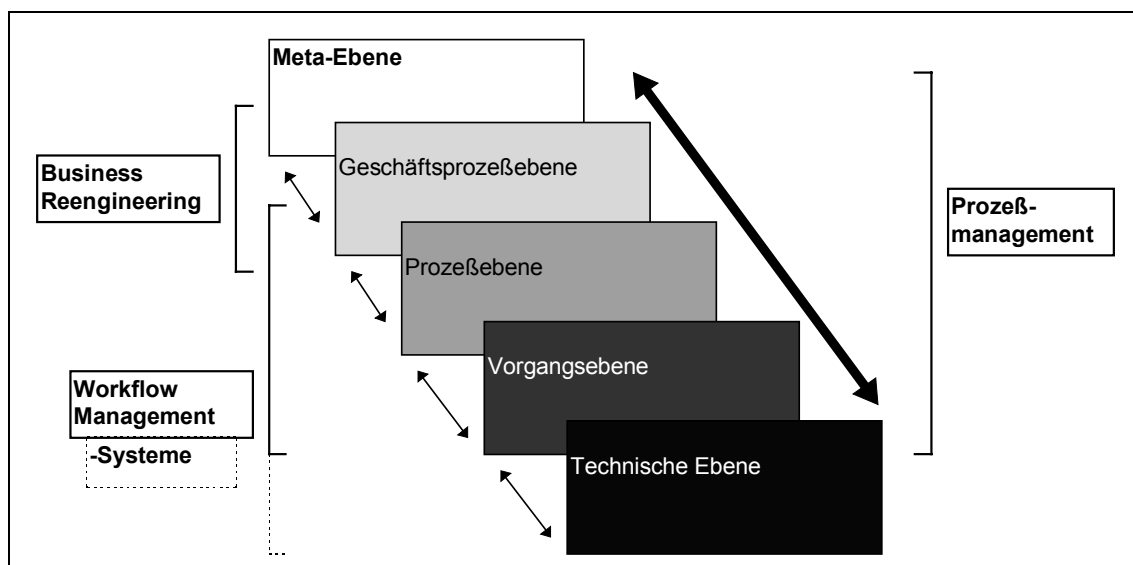 Meta-Ebene
Business
Reengineering
Geschäftsprozeßebene
Prozeß-
management
Prozeßebene
Workflow
Management
-Systeme
Vorgangsebene
Technische Ebene